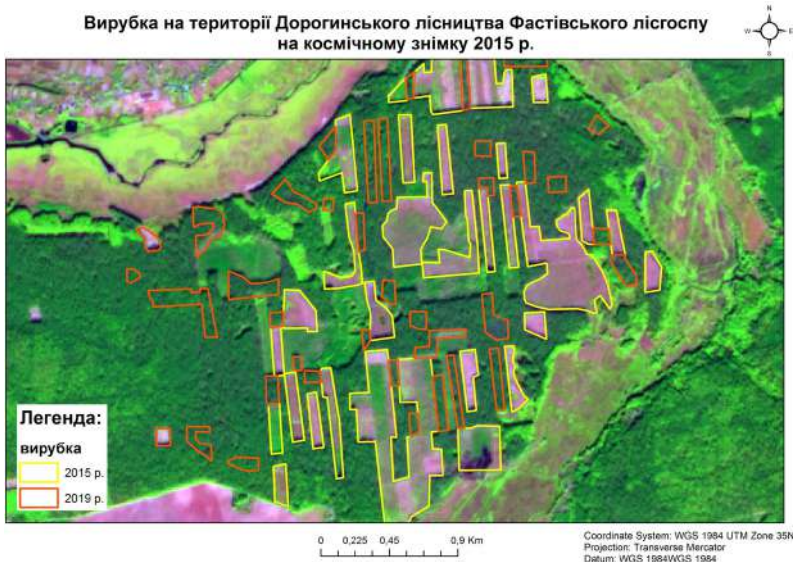 Вирубка на території Дорогинського лісництва Фастівського лісгоспу
на космічному знімку 2015 р.
N
W E
S
Легенда:
вирубка
2015 р.
2019 р.
0 0,225 0,45 0,9 Km
Coordinate System: WGS 1984 UTM Zone 35N
Projection: Transverse Mercator
Datum: WGS 1984WGS 1984